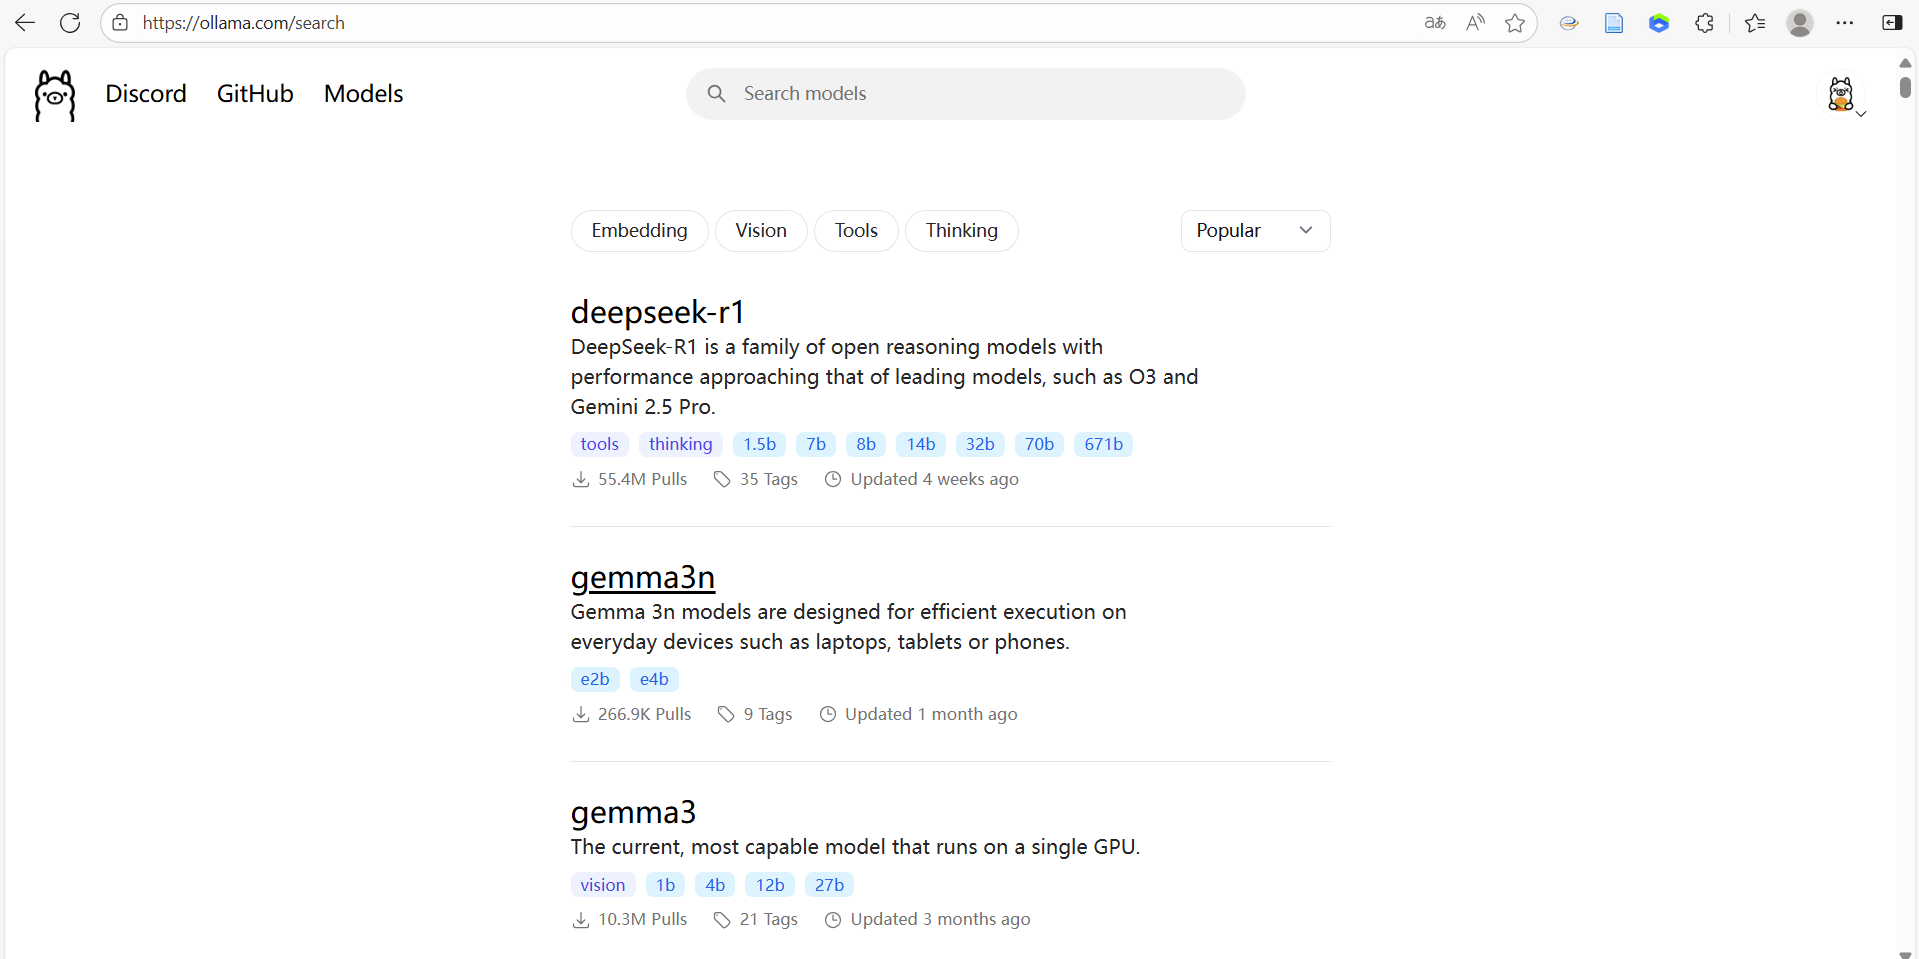 https://ollama.com/search
Discord GitHub Models
Search models
Embedding Vision Tools Thinking
Popular
deepseek-r1
DeepSeek-R1 is a family of open reasoning models with
performance approaching that of leading models, such as O3 and
Gemini 2.5 Pro.
tools thinking 1.5b 7b 8b 14b 32b 70b 671b
55.4M Pulls 35 Tags Updated 4 weeks ago
gemma3n
Gemma 3n models are designed for efficient execution on
everyday devices such as laptops, tablets or phones.
e2b e4b
266.9K Pulls 9 Tags Updated 1 month ago
gemma3
The current, most capable model that runs on a single GPU.
vision 1b 4b 12b 27b
10.3M Pulls 21 Tags Updated 3 months ago